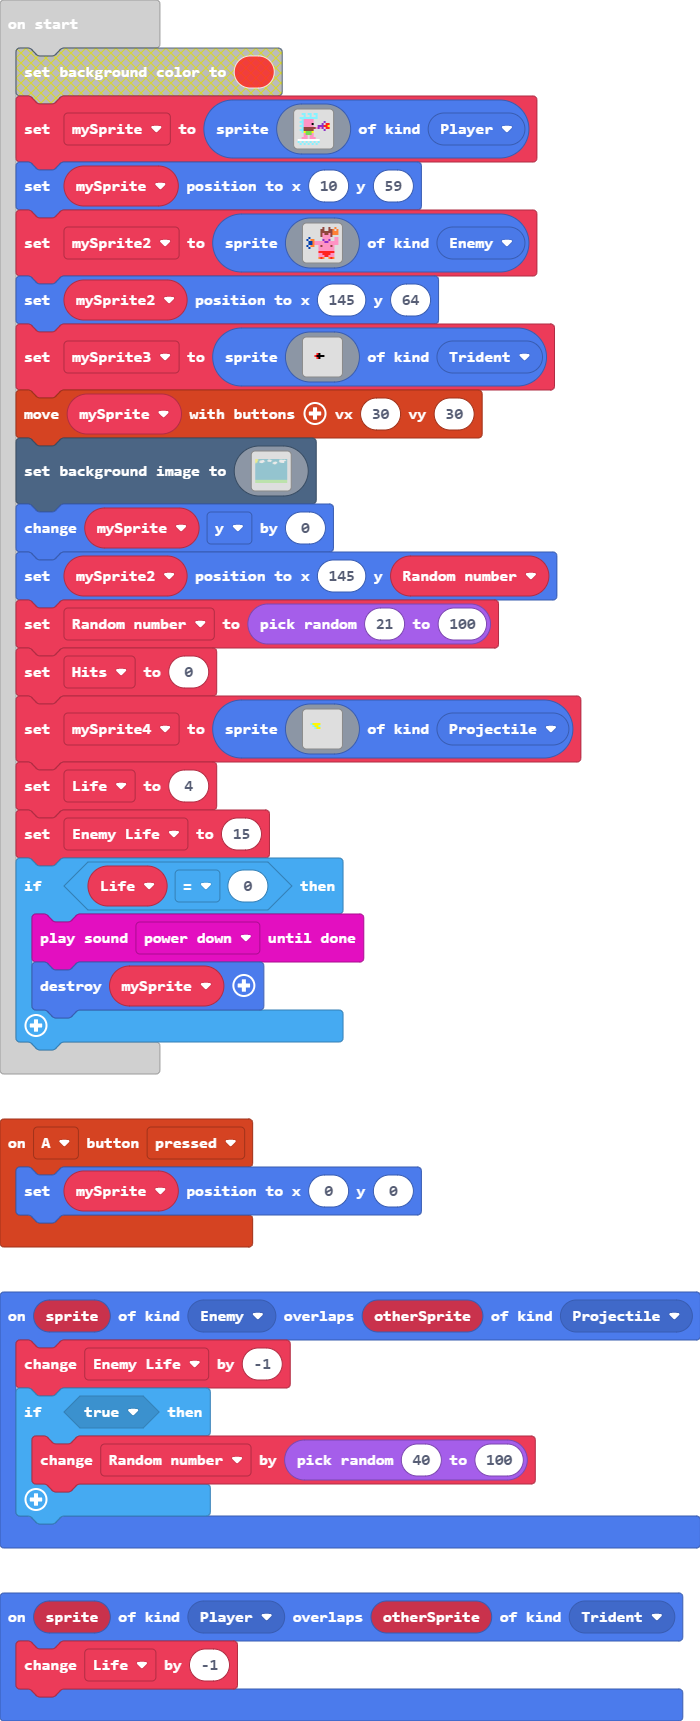 on start
set background color to
set mySprite to sprite of kind Player
set mySprite position to x 10 y 59
set mySprite2 to sprite of kind Enemy
set mySprite2 position to x 145 y 64
set mySprite3 to sprite of kind Trident
move mySprite with buttons + vx 30 vy 30
set background image to
change mySprite y by 0
set mySprite2 position to x 145 y Random number
set Random number to pick random 21 to 100
set Hits to 0
set mySprite4 to sprite of kind Projectile
set Life to 4
set Enemy Life to 15
if Life = 0 then
play sound power down until done
destroy mySprite +
+
on A button pressed
set mySprite position to x 0 y 0
on sprite of kind Enemy overlaps otherSprite of kind Projectile
change Enemy Life by -1
if true then
change Random number by pick random 40 to 100
+
on sprite of kind Player overlaps otherSprite of kind Trident
change Life by -1